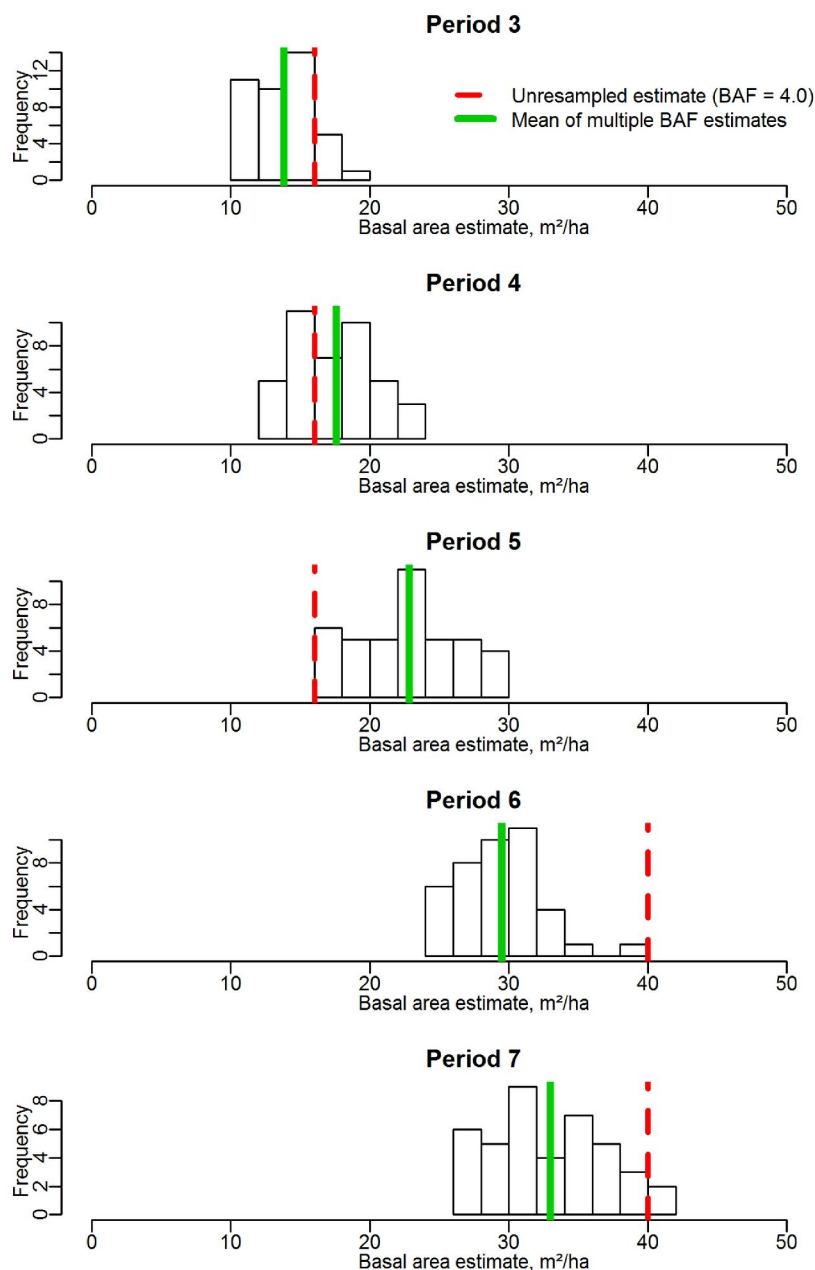 Period 3
Frequency
0 4 8 12
Unresampled estimate (BAF = 4.0)
Mean of multiple BAF estimates
0 10 20 30 40 50
Basal area estimate, m²/ha
Period 4
Frequency
0 4 8
0 10 20 30 40 50
Basal area estimate, m²/ha
Period 5
Frequency
0 4 8
0 10 20 30 40 50
Basal area estimate, m²/ha
Period 6
Frequency
0 4 8
0 10 20 30 40 50
Basal area estimate, m²/ha
Period 7
Frequency
0 2 4 6 8
0 10 20 30 40 50
Basal area estimate, m²/ha